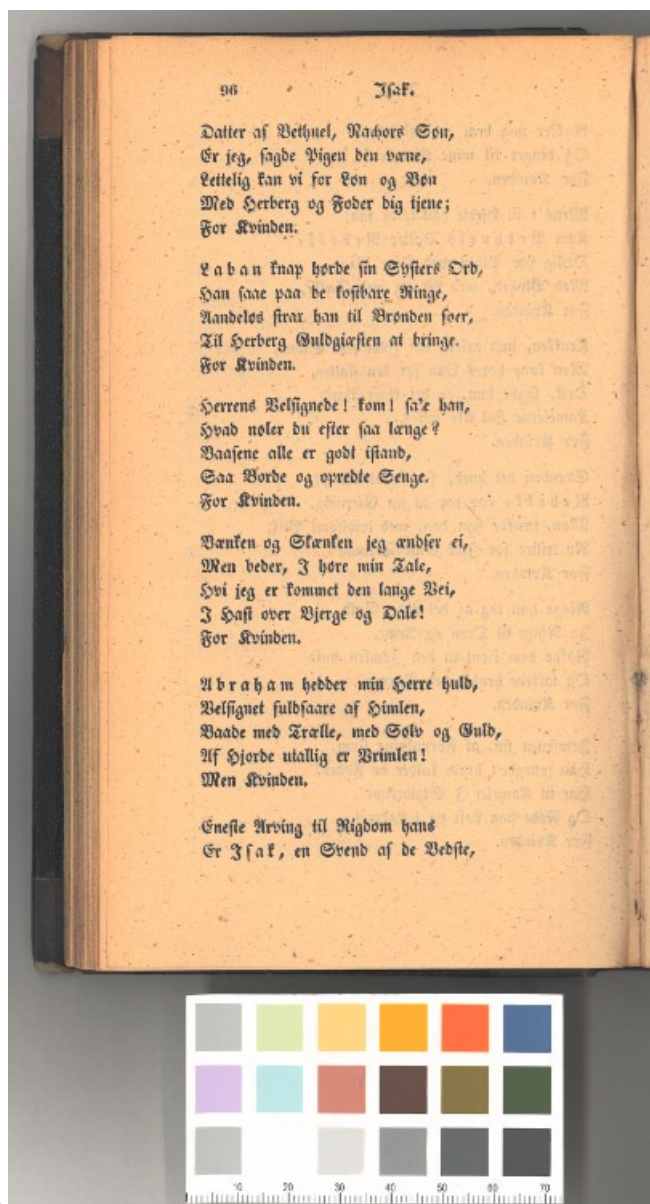 96 Isak.
Datter af Bethuel, Nachors Søn,
Er jeg, sagde Pigen den væne,
Lettelig kan vi for Løn og Bøn
Med Herberg og Foder dig tjene;
For Kvinden.
Laban knap hørde sin Systers Ord,
Han saae paa de kostbare Ringe,
Aandeløs strax han til Brønden foer,
Til Herberg Guldgiæsten at bringe.
For Kvinden.
Herrens Velsignede! kom! sa'e han,
Hvad nøler du efter saa længe?
Baasene alle er godt istand,
Saa Borde og opredte Senge.
For Kvinden.
Bænken og Skænken jeg ændser ei,
Men beder, I høre min Tale,
Hvi jeg er kommet den lange Vei,
I Hast over Bjerge og Dale!
For Kvinden.
Abraham hedder min Herre huld,
Velsignet fuldsaare af Himlen,
Baade med Trælle, med Sølv og Guld,
Af Hjorde utallig er Vrimlen!
Men Kvinden.
Eneste Arving til Rigdom hans
Er Isak, en Svend af de Bedste,
10 20 30 40 50 60 70